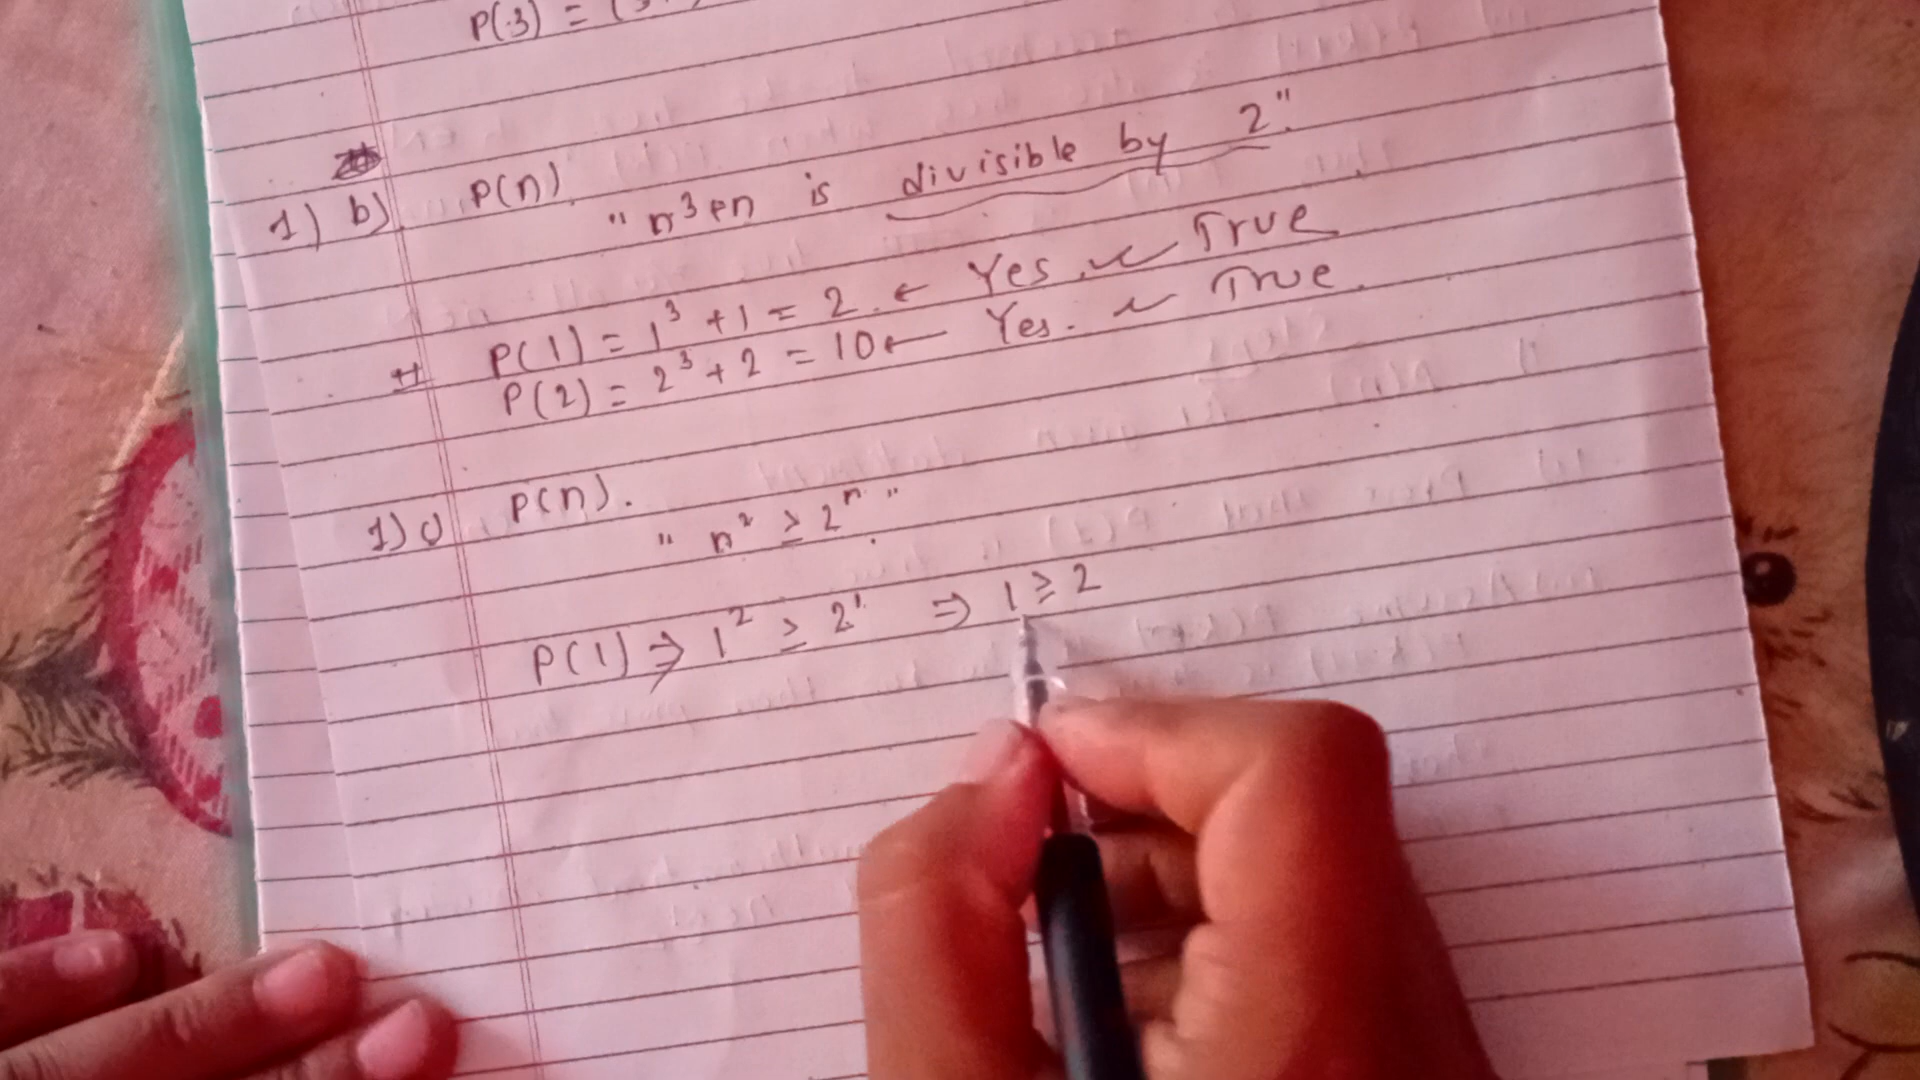 P(3) = (3
1) b) P(n).
"n³+n is divisible by 2".
P(1) = 1³ + 1 = 2. ← Yes. True
P(2) = 2³ + 2 = 10 ← Yes. True.
1) c) P(n).
" n² ≥ 2ⁿ "
P(1) ⇒ 1² ≥ 2¹ ⇒ 1 ≥ 2